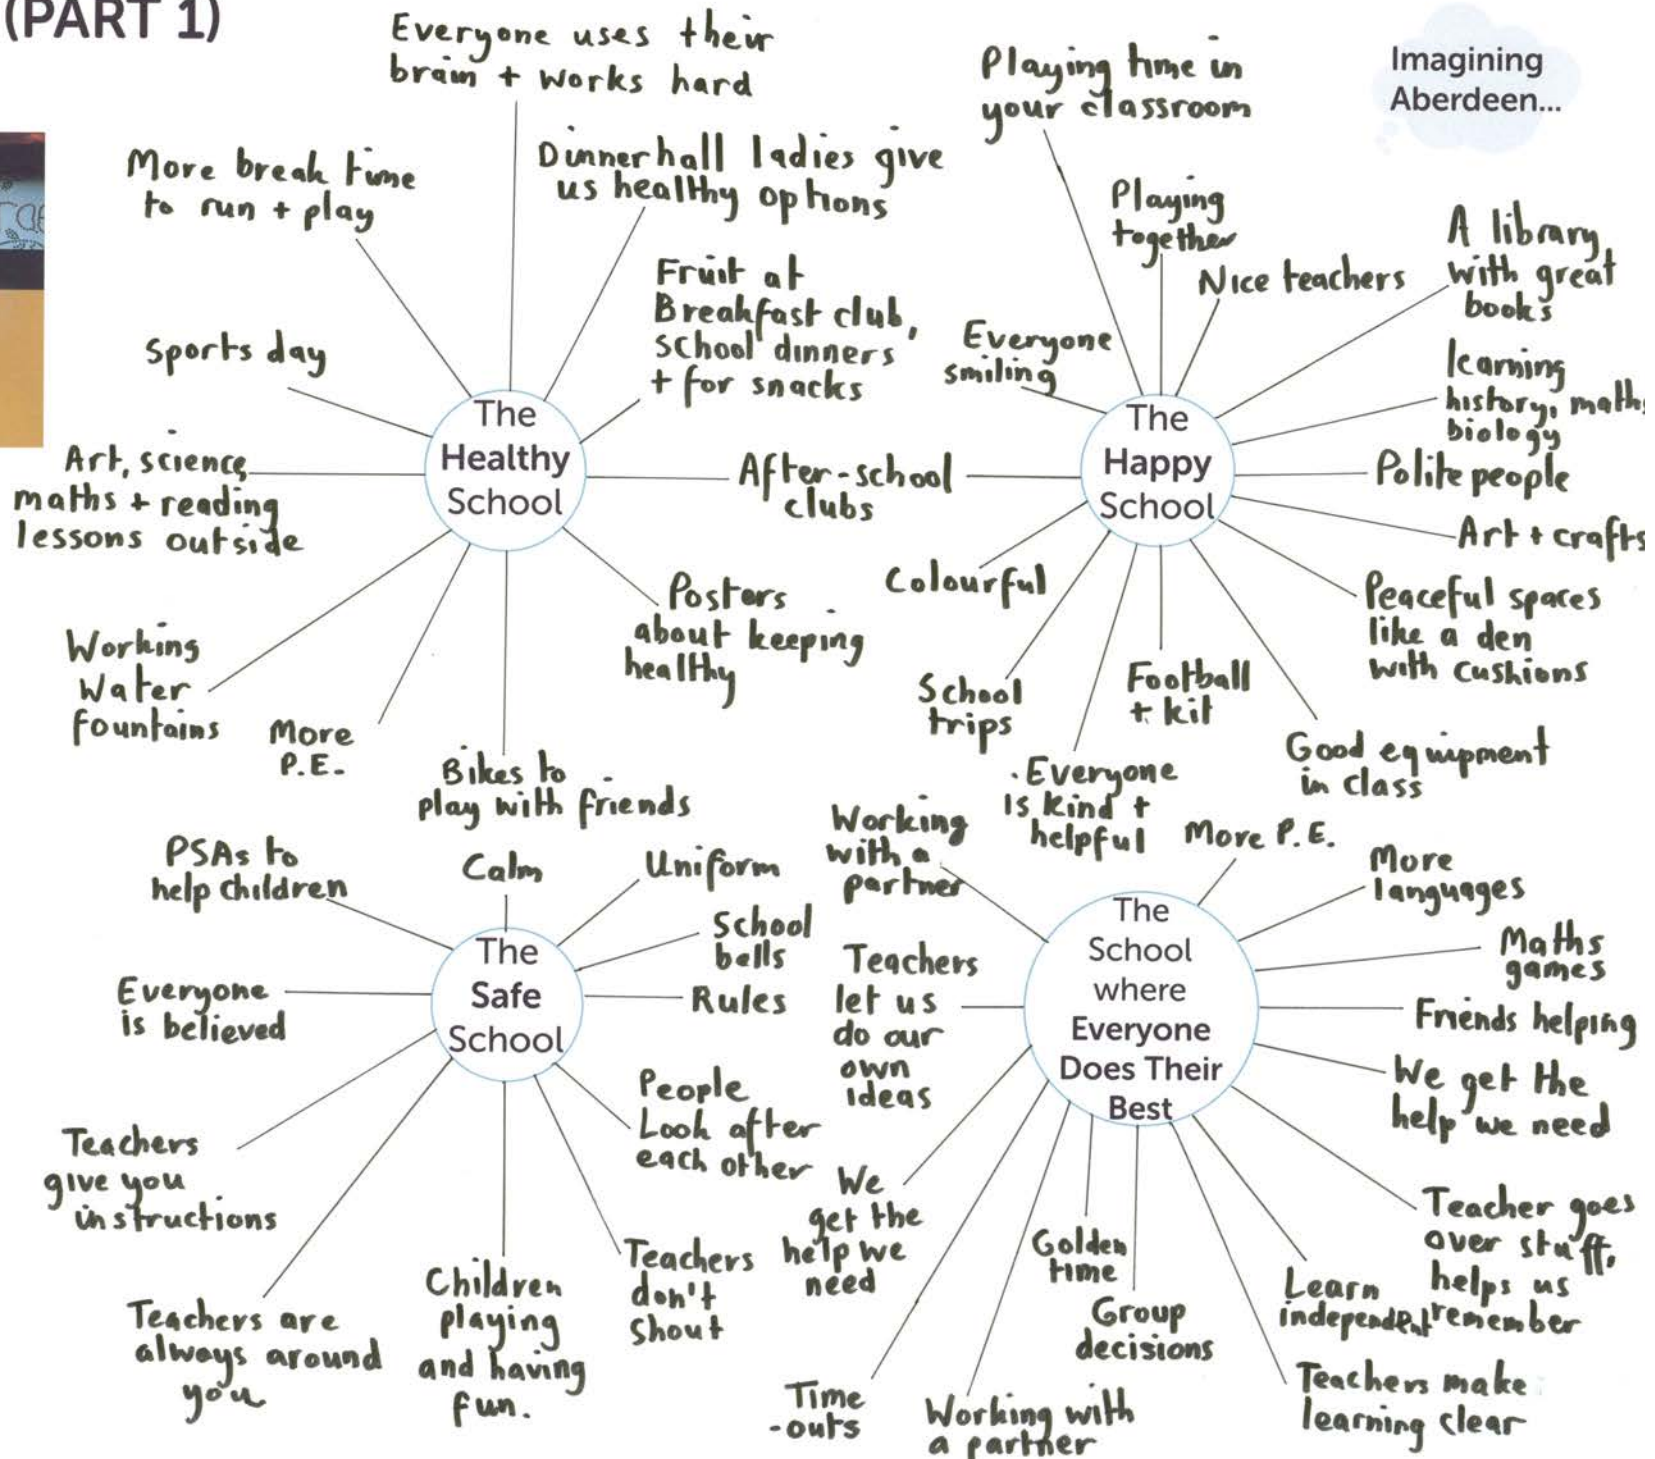 (PART 1)
Imagining
Aberdeen...
Everyone uses their
brain + works hard
More break time
to run + play
Dinnerhall ladies give
us healthy options
Sports day
Fruit at
Breakfast club,
school dinners
+ for snacks
The
Healthy
School
Art, science,
maths + reading
lessons outside
After-school
clubs
Working
Water
fountains
More
P.E.
Bikes to
play with friends
Posters
about keeping
healthy
Playing time in
your classroom
Playing
together
Nice teachers
A library
with great
books
Everyone
smiling
learning
history, maths
biology
The
Happy
School
Polite people
Art + crafts
Colourful
Peaceful spaces
like a den
with cushions
School
trips
Football
+ kit
Everyone
is kind +
helpful
Good equipment
in class
PSAs to
help children
Calm
Uniform
School
bells
The
Safe
School
Everyone
is believed
Rules
People
Look after
each other
Teachers
give you
instructions
Teachers are
always around
you
Children
playing
and having
fun.
Teachers
don't
shout
Working
with a
partner
More P.E.
More
languages
The
School
where
Everyone
Does Their
Best
Maths
games
Teachers
let us
do our
own
ideas
Friends helping
We get the
help we need
We
get the
help we
need
Golden
time
Group
decisions
Learn
independent
Teacher goes
over stuff,
helps us
remember
Time
-outs
Working with
a partner
Teachers make
learning clear